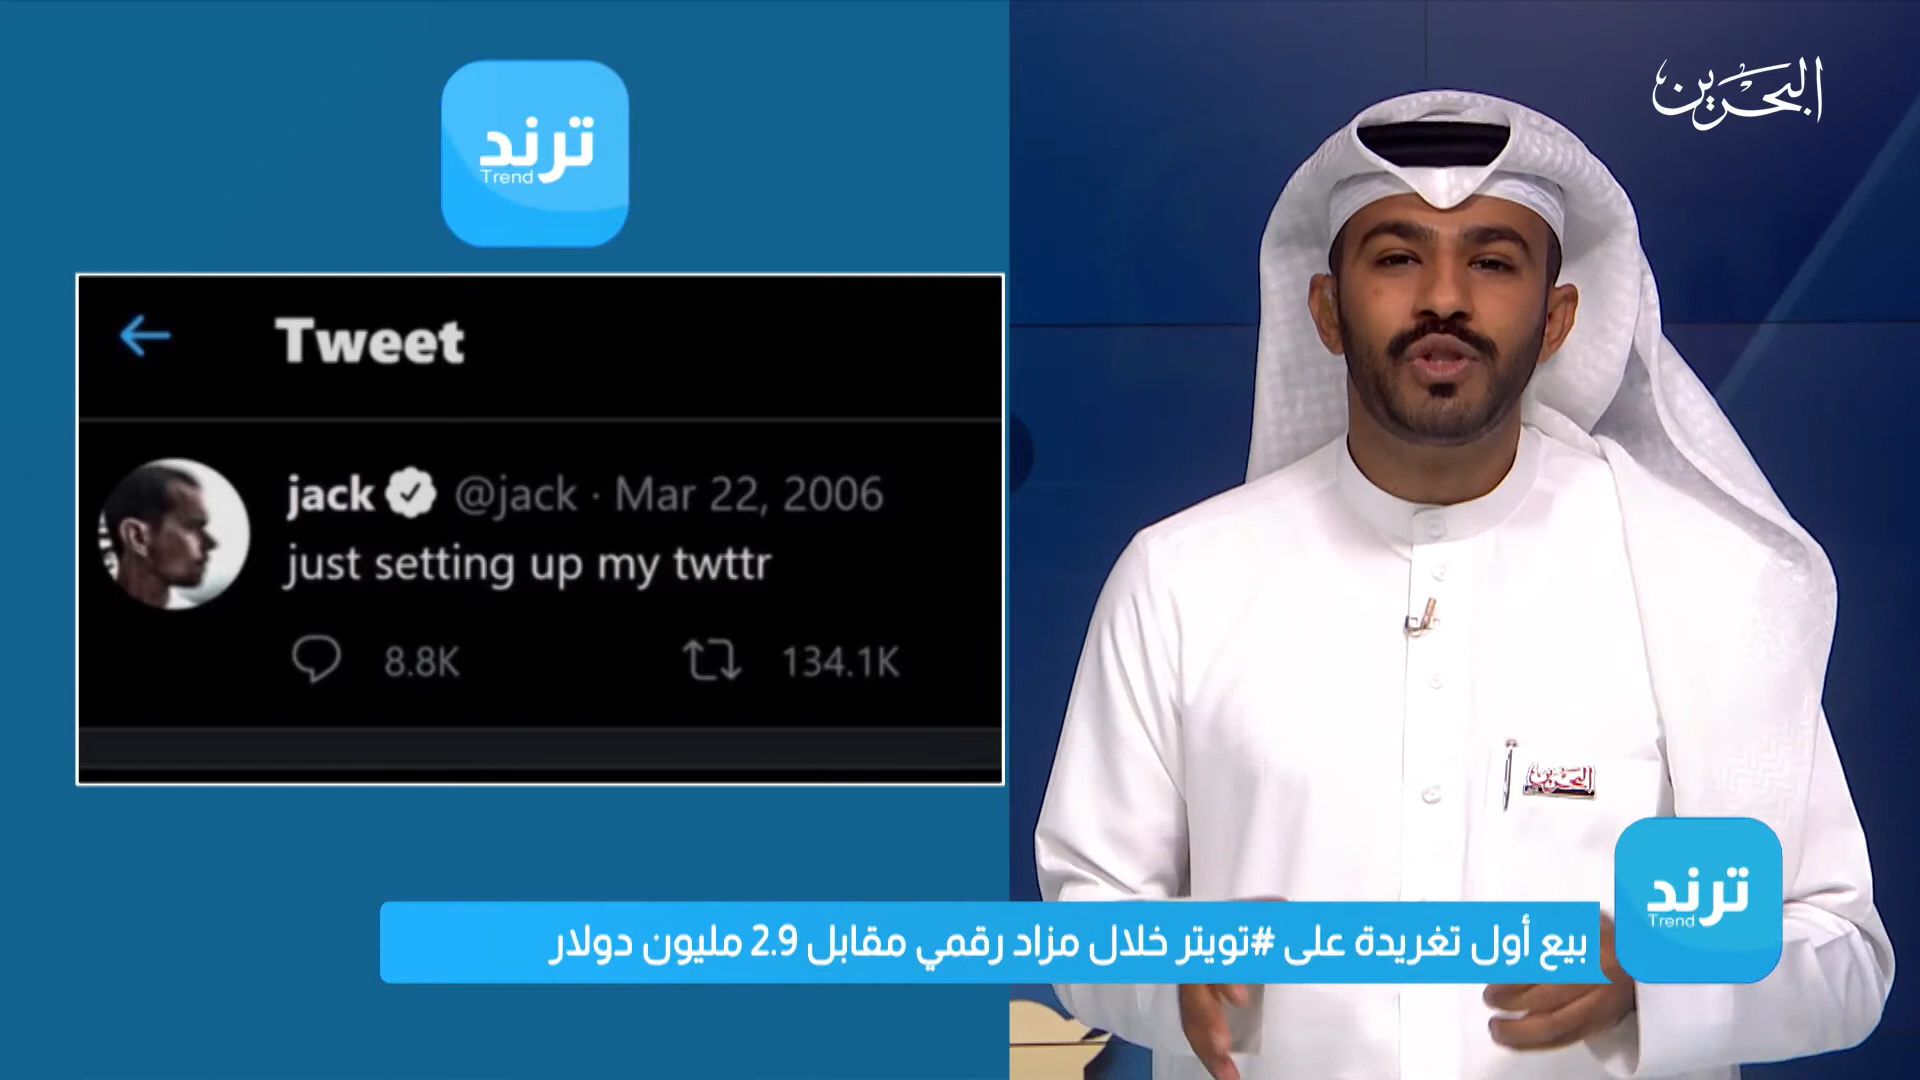 ترند
Trend
البحرين
Tweet
jack @jack · Mar 22, 2006
just setting up my twttr
8.8K 134.1K
البحرين
ترند
Trend
بيع أول تغريدة على #تويتر خلال مزاد رقمي مقابل 2.9 مليون دولار